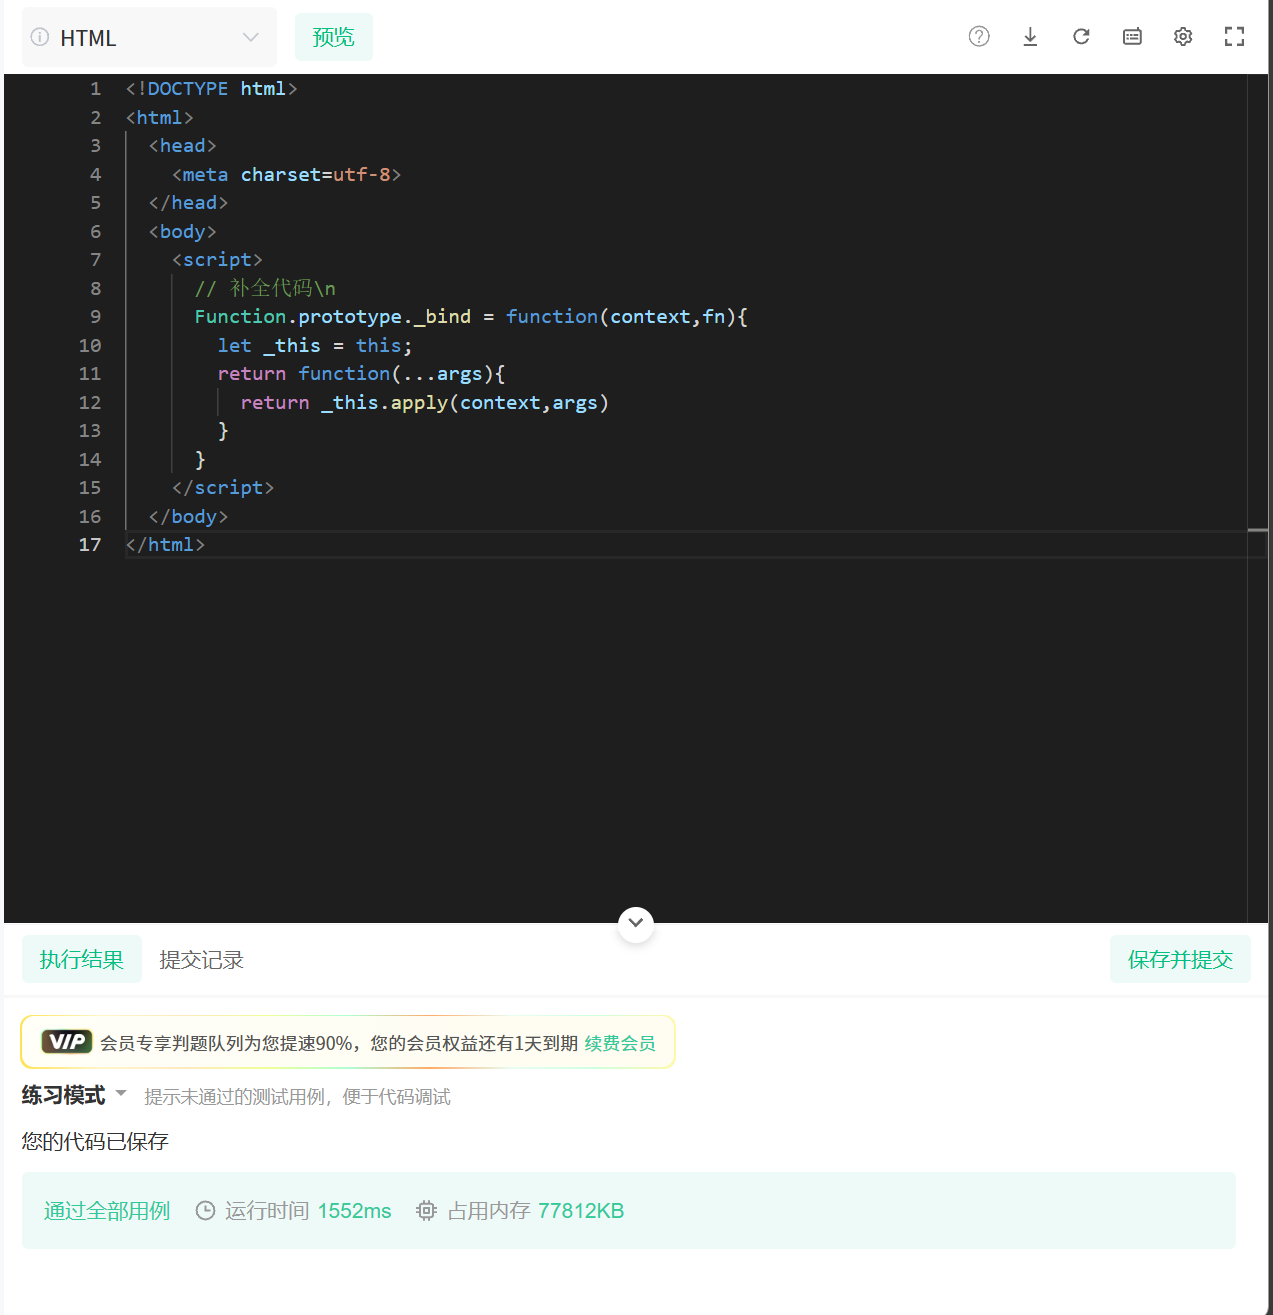 HTML 预览
1 <!DOCTYPE html>
2 <html>
3 <head>
4 <meta charset=utf-8>
5 </head>
6 <body>
7 <script>
8 // 补全代码\n
9 Function.prototype._bind = function(context,fn){
10 let _this = this;
11 return function(...args){
12 return _this.apply(context,args)
13 }
14 }
15 </script>
16 </body>
17 </html>
执行结果 提交记录 保存并提交
VIP 会员专享判题队列为您提速90%，您的会员权益还有1天到期 续费会员
练习模式 提示未通过的测试用例，便于代码调试
您的代码已保存
通过全部用例 运行时间 1552ms 占用内存 77812KB